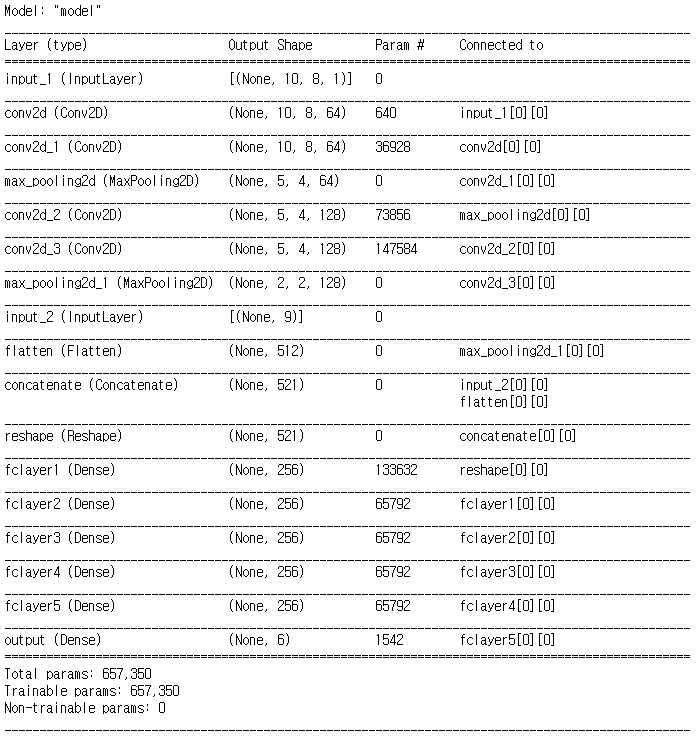 Model: "model"
Layer (type) Output Shape Param # Connected to
input_1 (InputLayer) [(None, 10, 8, 1)] 0
conv2d (Conv2D) (None, 10, 8, 64) 640 input_1[0][0]
conv2d_1 (Conv2D) (None, 10, 8, 64) 36928 conv2d[0][0]
max_pooling2d (MaxPooling2D) (None, 5, 4, 64) 0 conv2d_1[0][0]
conv2d_2 (Conv2D) (None, 5, 4, 128) 73856 max_pooling2d[0][0]
conv2d_3 (Conv2D) (None, 5, 4, 128) 147584 conv2d_2[0][0]
max_pooling2d_1 (MaxPooling2D) (None, 2, 2, 128) 0 conv2d_3[0][0]
input_2 (InputLayer) [(None, 9)] 0
flatten (Flatten) (None, 512) 0 max_pooling2d_1[0][0]
concatenate (Concatenate) (None, 521) 0 input_2[0][0]
flatten[0][0]
reshape (Reshape) (None, 521) 0 concatenate[0][0]
fclayer1 (Dense) (None, 256) 133632 reshape[0][0]
fclayer2 (Dense) (None, 256) 65792 fclayer1[0][0]
fclayer3 (Dense) (None, 256) 65792 fclayer2[0][0]
fclayer4 (Dense) (None, 256) 65792 fclayer3[0][0]
fclayer5 (Dense) (None, 256) 65792 fclayer4[0][0]
output (Dense) (None, 6) 1542 fclayer5[0][0]
Total params: 657,350
Trainable params: 657,350
Non-trainable params: 0